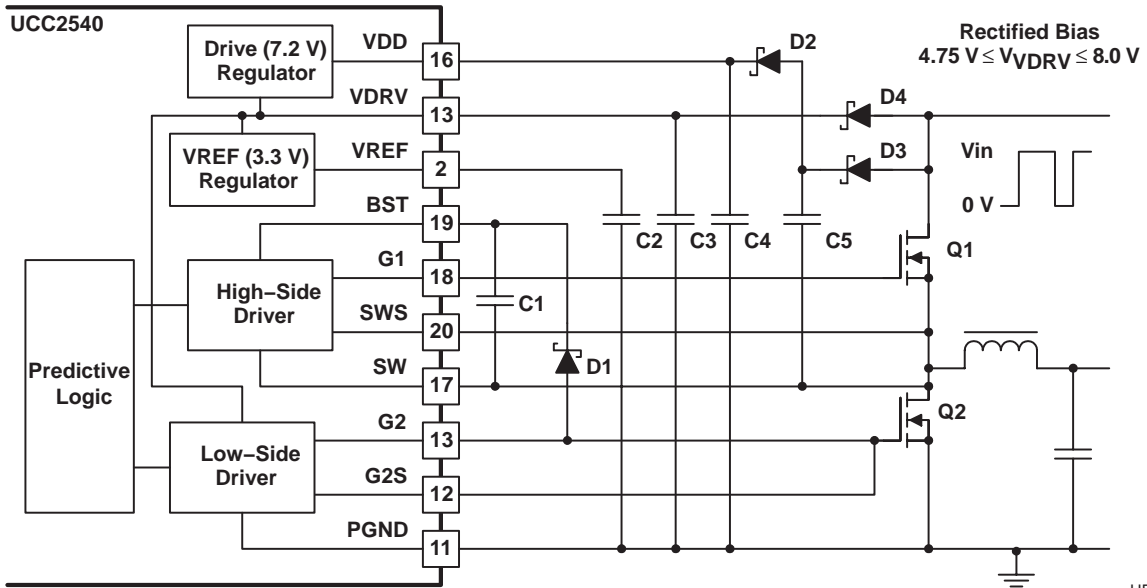 UCC2540
Drive (7.2 V)
Regulator
VDD
16
VDRV
13
VREF (3.3 V)
Regulator
VREF
2
BST
19
G1
18
High–Side
Driver
SWS
20
SW
17
Predictive
Logic
G2
13
Low–Side
Driver
G2S
12
PGND
11
C1
D1
C2
C3
C4
C5
D2
D4
D3
Rectified Bias
4.75 V ≤ VVDRV ≤ 8.0 V
Vin
0 V
Q1
Q2